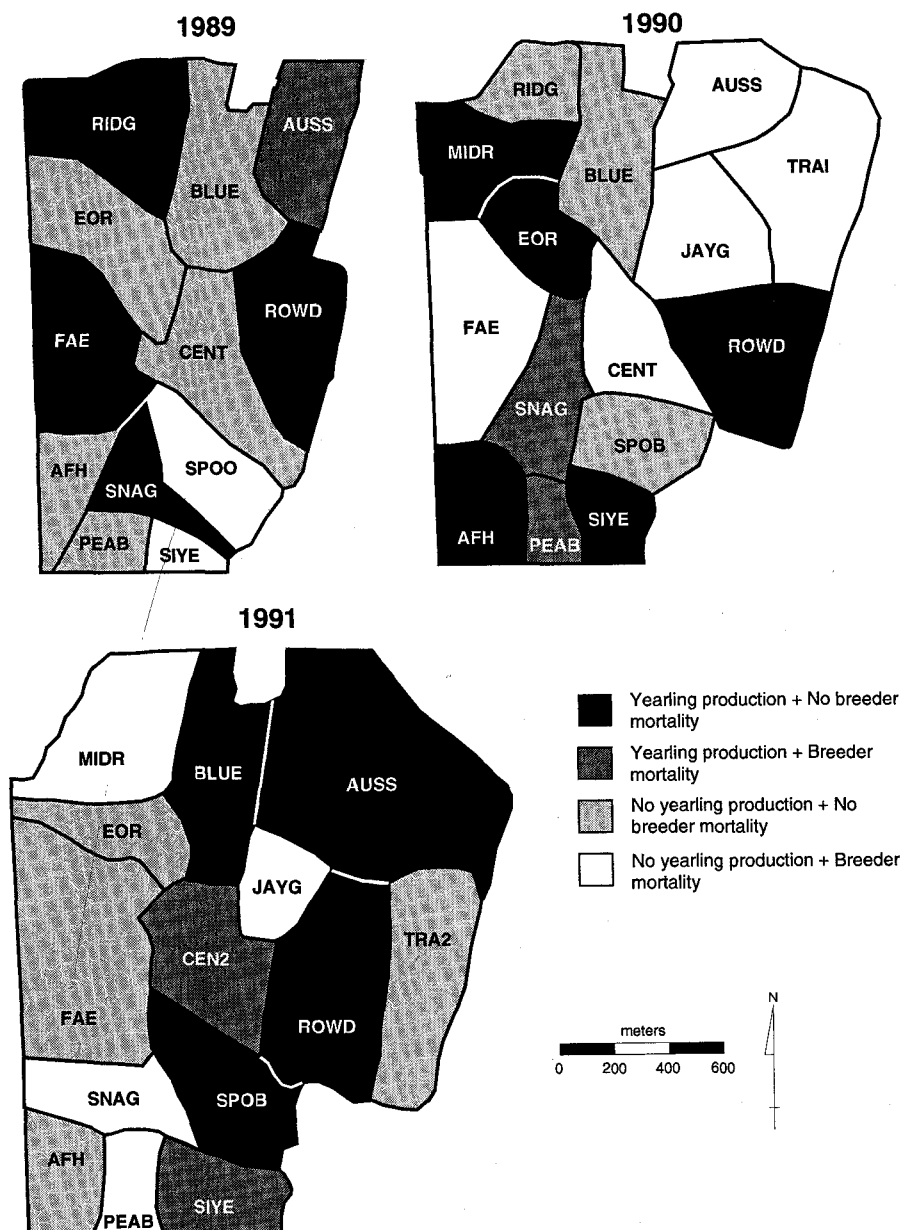 1989
RIDG
AUSS
BLUE
EOR
ROWD
FAE
CENT
AFH
SPOO
SNAG
PEAB
SIYE
1990
RIDG
AUSS
MIDR
BLUE
TRAI
EOR
JAYG
FAE
ROWD
CENT
SNAG
SPOB
AFH
PEAB
SIYE
1991
MIDR
BLUE
AUSS
EOR
JAYG
CEN2
TRA2
FAE
ROWD
SNAG
SPOB
AFH
SIYE
PEAB
Yearling production + No breeder
mortality
Yearling production + Breeder
mortality
No yearling production + No
breeder mortality
No yearling production + Breeder
mortality
N
meters
0 200 400 600